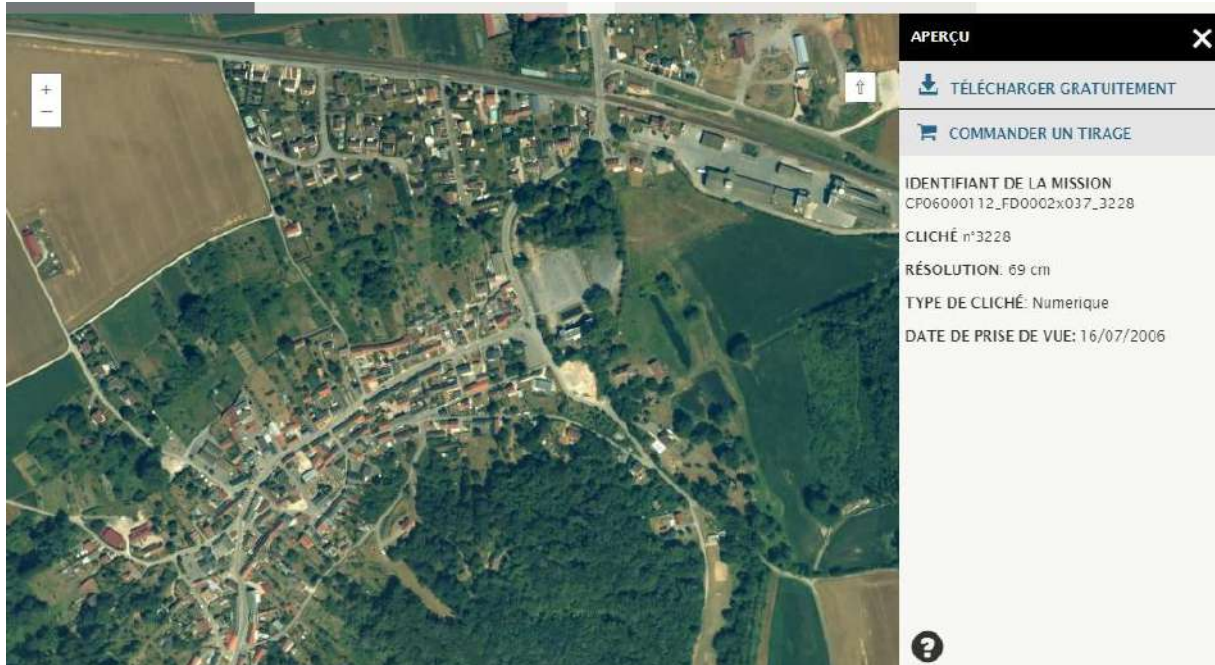 APERÇU
TÉLÉCHARGER GRATUITEMENT
COMMANDER UN TIRAGE
IDENTIFIANT DE LA MISSION
CP06000112_FD0002x037_3228
CLICHÉ n°3228
RÉSOLUTION: 69 cm
TYPE DE CLICHÉ: Numerique
DATE DE PRISE DE VUE: 16/07/2006